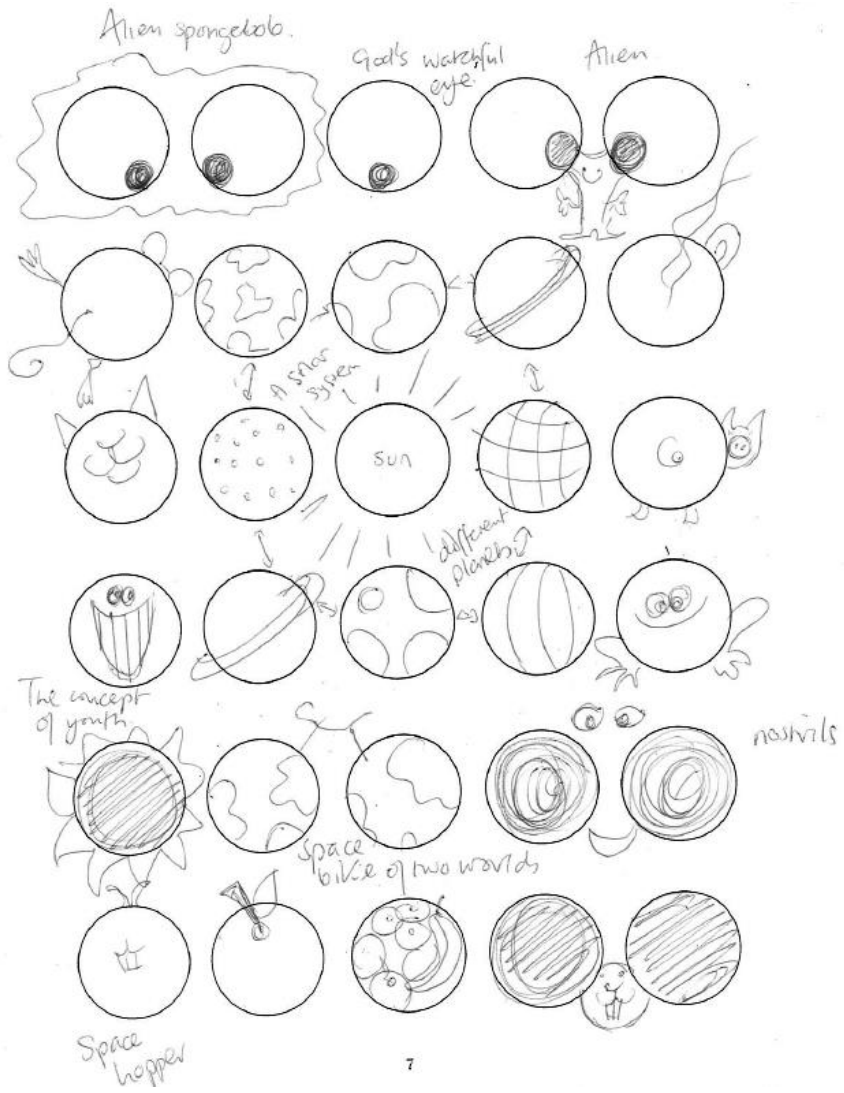 Alien spongebob.
God's watchful
eye.
Alien
A solar
system
sun
different
planets
The concept
of youth
nostrils
Space
bike of two worlds
Space
hopper
7